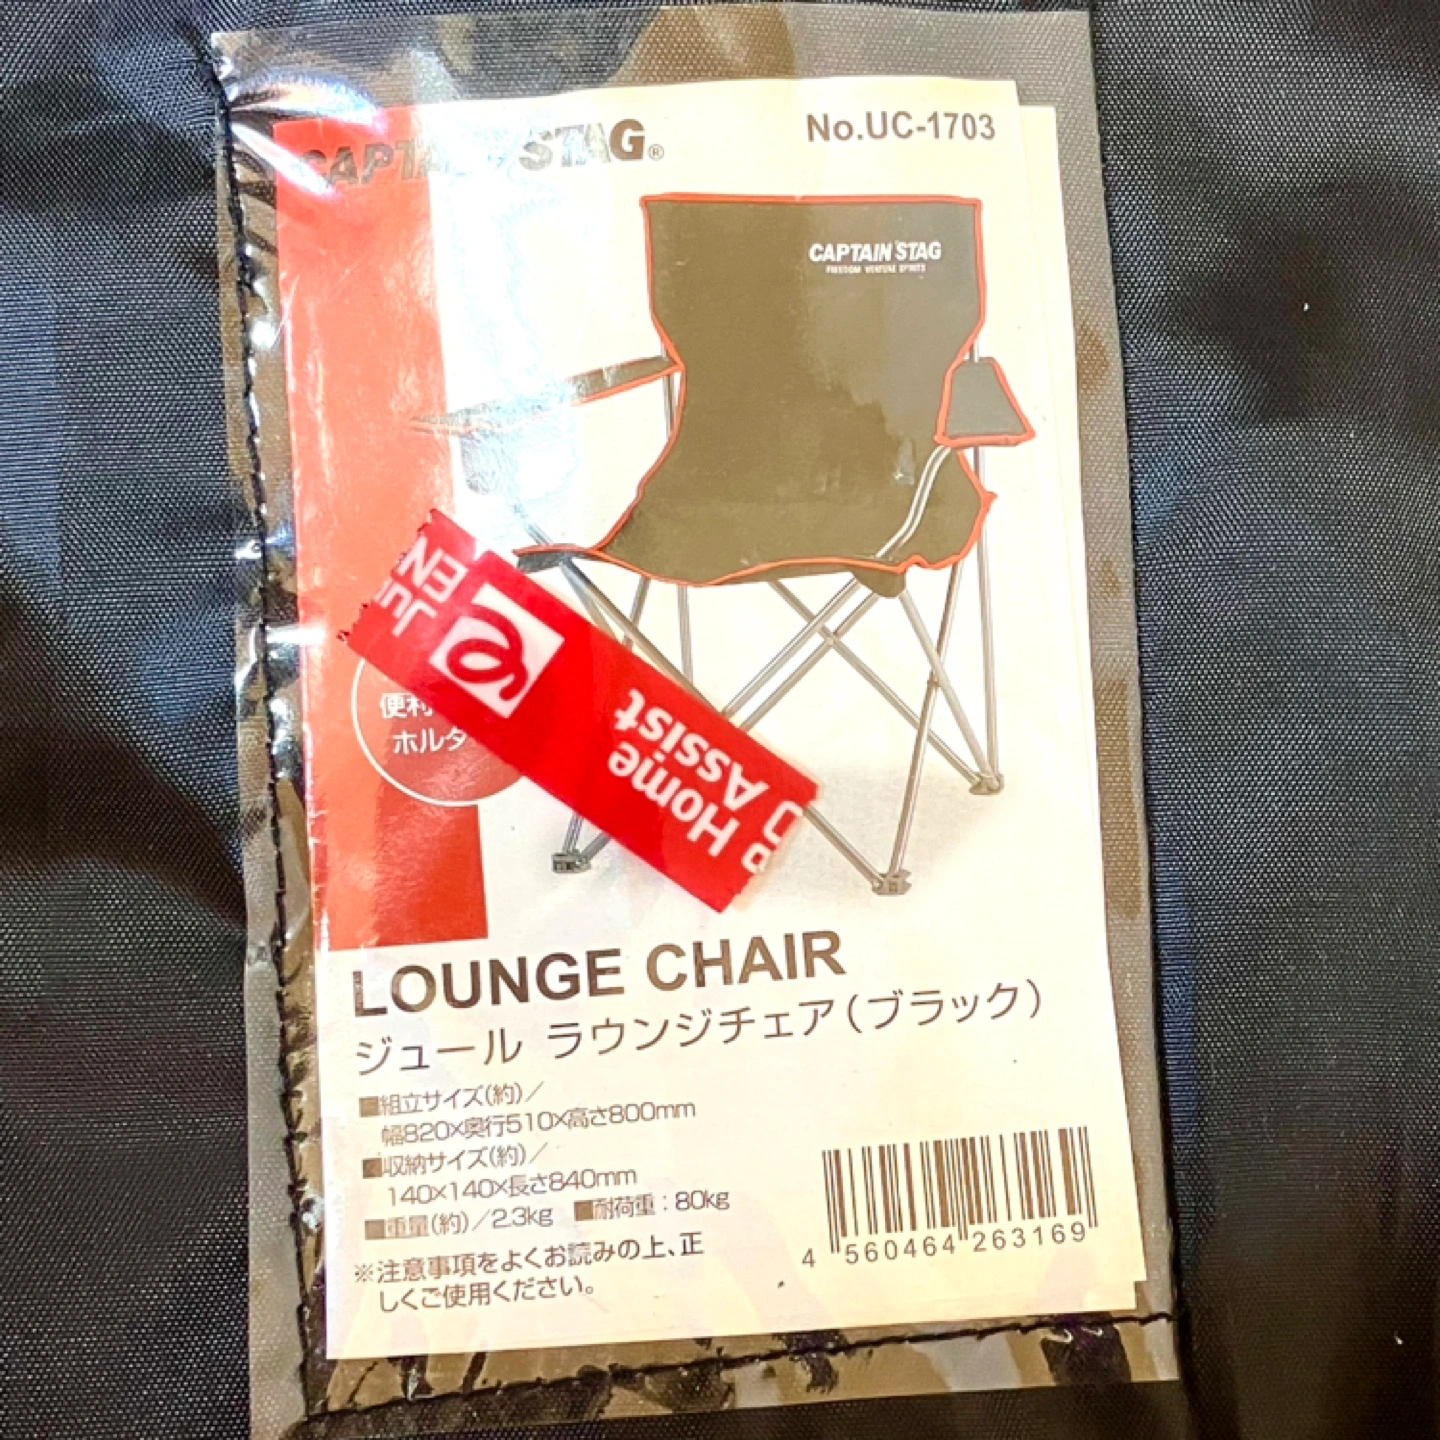 CAPTAIN STAG®
No.UC-1703
CAPTAIN STAG
FREEDOM VENTURE SPIRITS
EN
Home
Assist
便利
ホルダ
LOUNGE CHAIR
ジュール ラウンジチェア(ブラック)
■組立サイズ(約)/
幅820×奥行510×高さ800mm
■収納サイズ(約)/
140×140×長さ840mm
■重量(約)/2.3kg ■耐荷重:80kg
※注意事項をよくお読みの上、正
しくご使用ください。
4 560464 263169